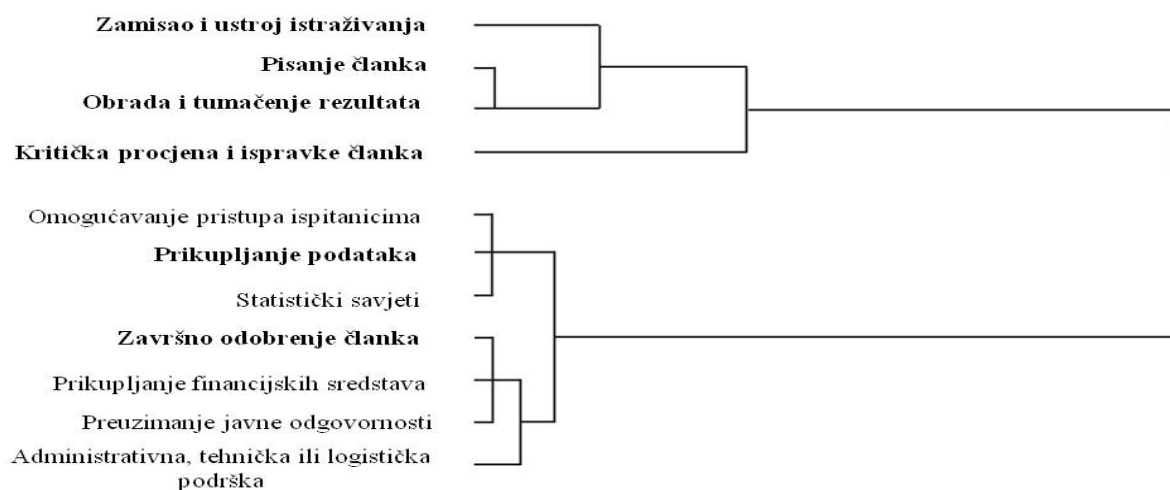 Zamisao i ustroj istraživanja
Pisanje članka
Obrada i tumačenje rezultata
Kritička procjena i ispravke članka
Omogućavanje pristupa ispitanicima
Prikupljanje podataka
Statistički savjeti
Završno odobrenje članka
Prikupljanje financijskih sredstava
Preuzimanje javne odgovornosti
Administrativna, tehnička ili logistička
podrška